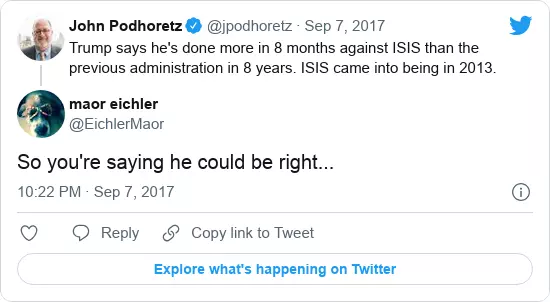 John Podhoretz @jpodhoretz · Sep 7, 2017
Trump says he's done more in 8 months against ISIS than the
previous administration in 8 years. ISIS came into being in 2013.
maor eichler
@EichlerMaor
So you're saying he could be right...
10:22 PM · Sep 7, 2017
Reply
Copy link to Tweet
Explore what's happening on Twitter